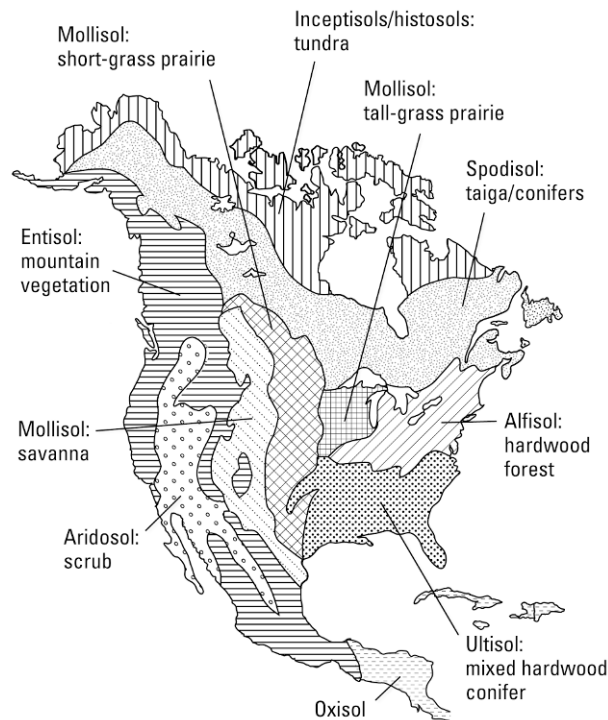 Mollisol:
short-grass prairie
Inceptisols/histosols:
tundra
Mollisol:
tall-grass prairie
Spodisol:
taiga/conifers
Entisol:
mountain
vegetation
Mollisol:
savanna
Alfisol:
hardwood
forest
Aridosol:
scrub
Ultisol:
mixed hardwood
conifer
Oxisol